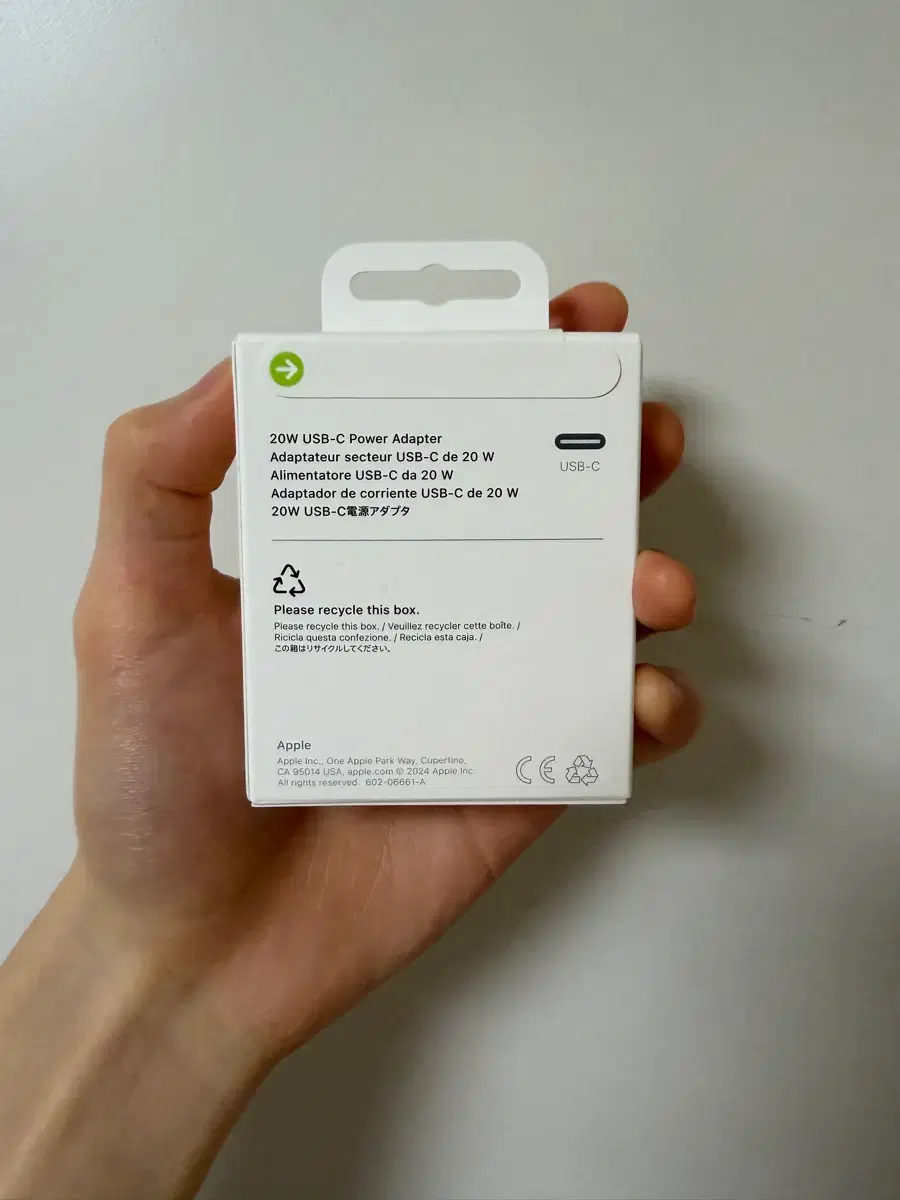 20W USB-C Power Adapter
Adaptateur secteur USB-C de 20 W
Alimentatore USB-C da 20 W
Adaptador de corriente USB-C de 20 W
20W USB-C電源アダプタ
USB-C
Please recycle this box.
Please recycle this box. / Veuillez recycler cette boîte. /
Ricicla questa confezione. / Recicla esta caja. /
この箱はリサイクルしてください。
Apple
Apple Inc., One Apple Park Way, Cupertino,
CA 95014 USA, apple.com © 2024 Apple Inc.
All rights reserved. 602-06661-A
CE